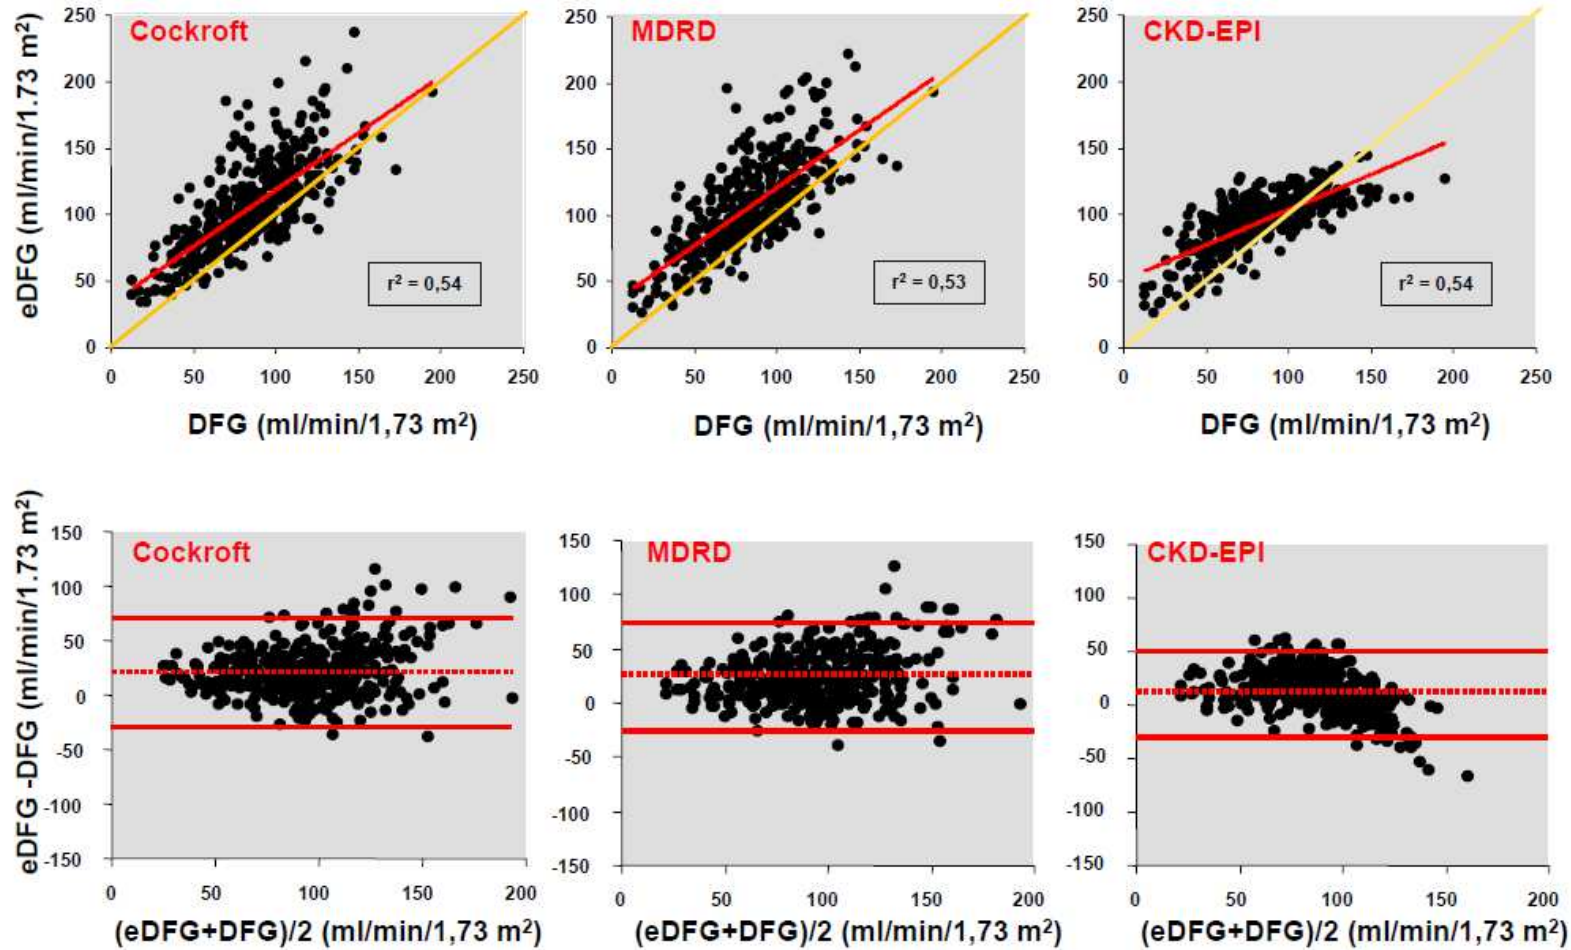 eDFG (ml/min/1.73 m²)
250
200
150
100
50
0
Cockroft
r² = 0,54
0 50 100 150 200 250
DFG (ml/min/1,73 m²)
250
200
150
100
50
0
MDRD
r² = 0,53
0 50 100 150 200 250
DFG (ml/min/1,73 m²)
250
200
150
100
50
0
CKD-EPI
r² = 0,54
0 50 100 150 200 250
DFG (ml/min/1,73 m²)
eDFG -DFG (ml/min/1.73 m²)
150
100
50
0
-50
-100
-150
Cockroft
0 50 100 150 200
(eDFG+DFG)/2 (ml/min/1,73 m²)
150
100
50
0
-50
-100
-150
MDRD
0 50 100 150 200
(eDFG+DFG)/2 (ml/min/1,73 m²)
150
100
50
0
-50
-100
-150
CKD-EPI
0 50 100 150 200
(eDFG+DFG)/2 (ml/min/1,73 m²)